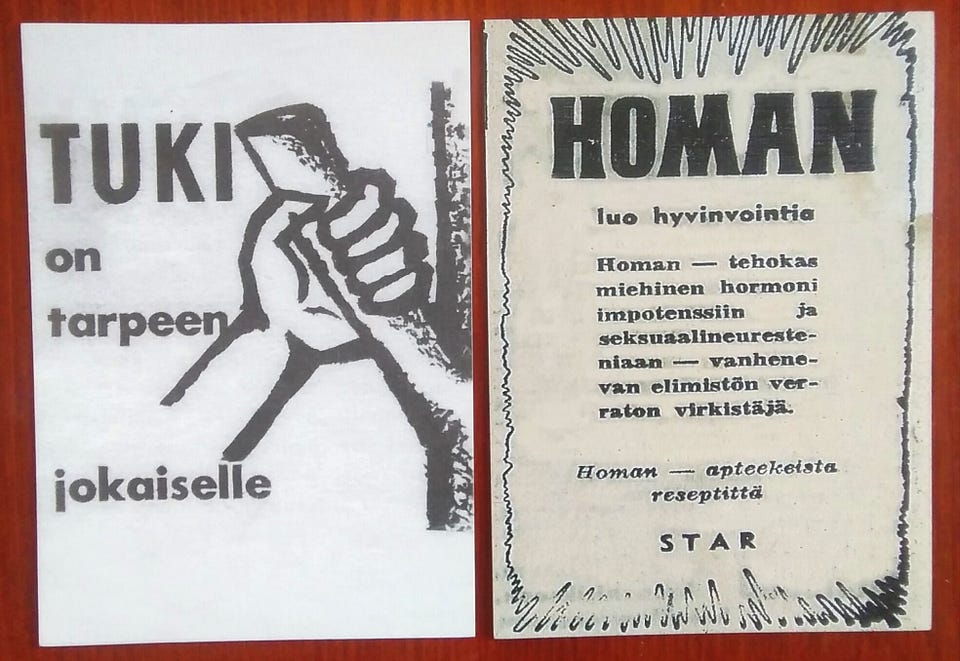 TUKI
on
tarpeen
jokaiselle
HOMAN
luo hyvinvointia
Homan — tehokas
miehinen hormoni
impotenssiin ja
seksuaalineureste-
niaan — vanhene-
van elimistön ver-
raton virkistäjä.
Homan — apteekeista
reseptittä
STAR